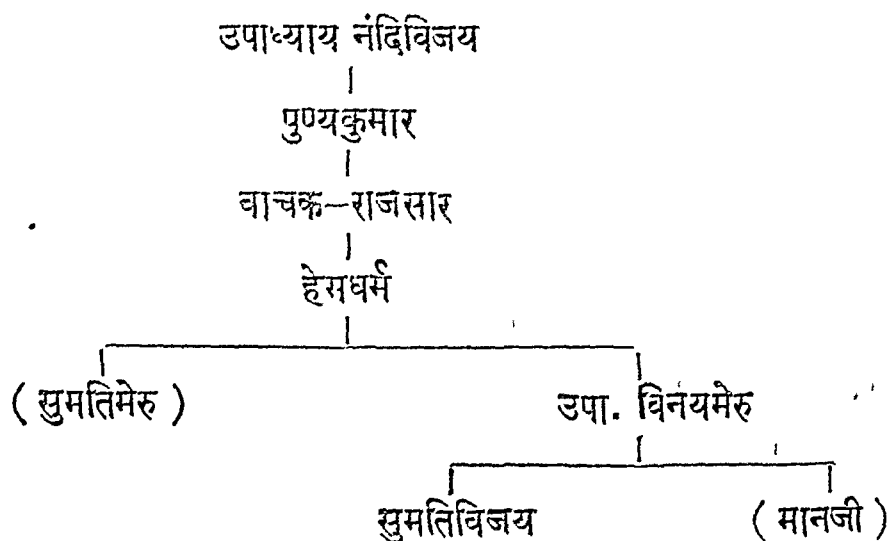 उपाध्याय नंदिविजय
पुण्यकुमार
वाचक–राजसार
हेमधर्म
( सुमतिमेरु ) उपा. विनयमेरु
सुमतिविजय ( मानजी )